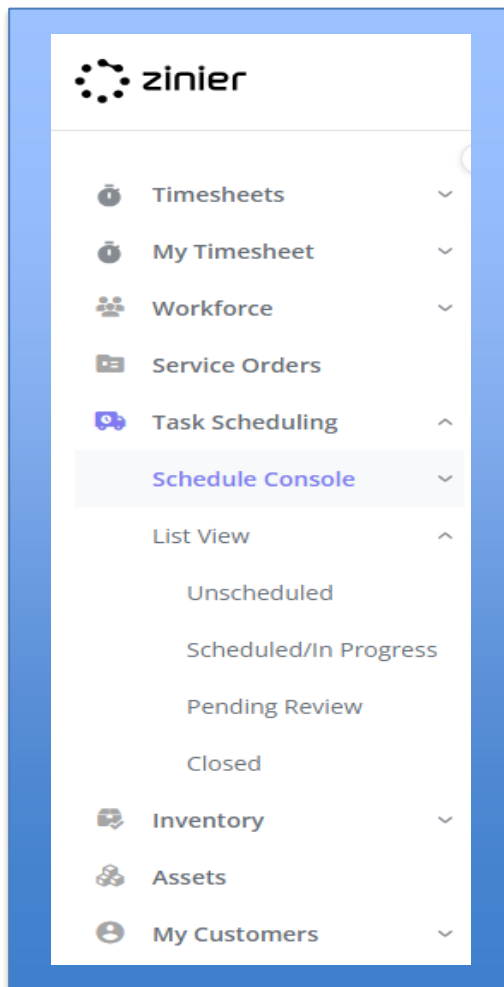 zinier
Timesheets
My Timesheet
Workforce
Service Orders
Task Scheduling
Schedule Console
List View
Unscheduled
Scheduled/In Progress
Pending Review
Closed
Inventory
Assets
My Customers